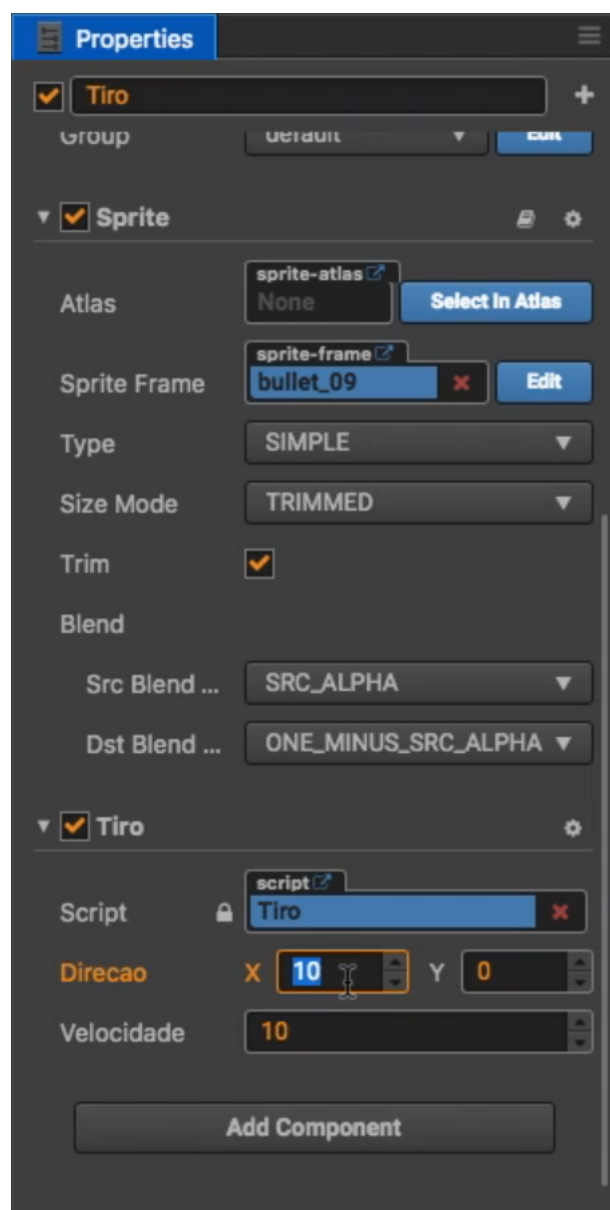 Properties
Tiro
Group default Edit
Sprite
sprite-atlas
Atlas None Select In Atlas
sprite-frame
Sprite Frame bullet_09 Edit
Type SIMPLE
Size Mode TRIMMED
Trim
Blend
Src Blend ... SRC_ALPHA
Dst Blend ... ONE_MINUS_SRC_ALPHA
Tiro
script
Script Tiro
Direcao X 10 Y 0
Velocidade 10
Add Component